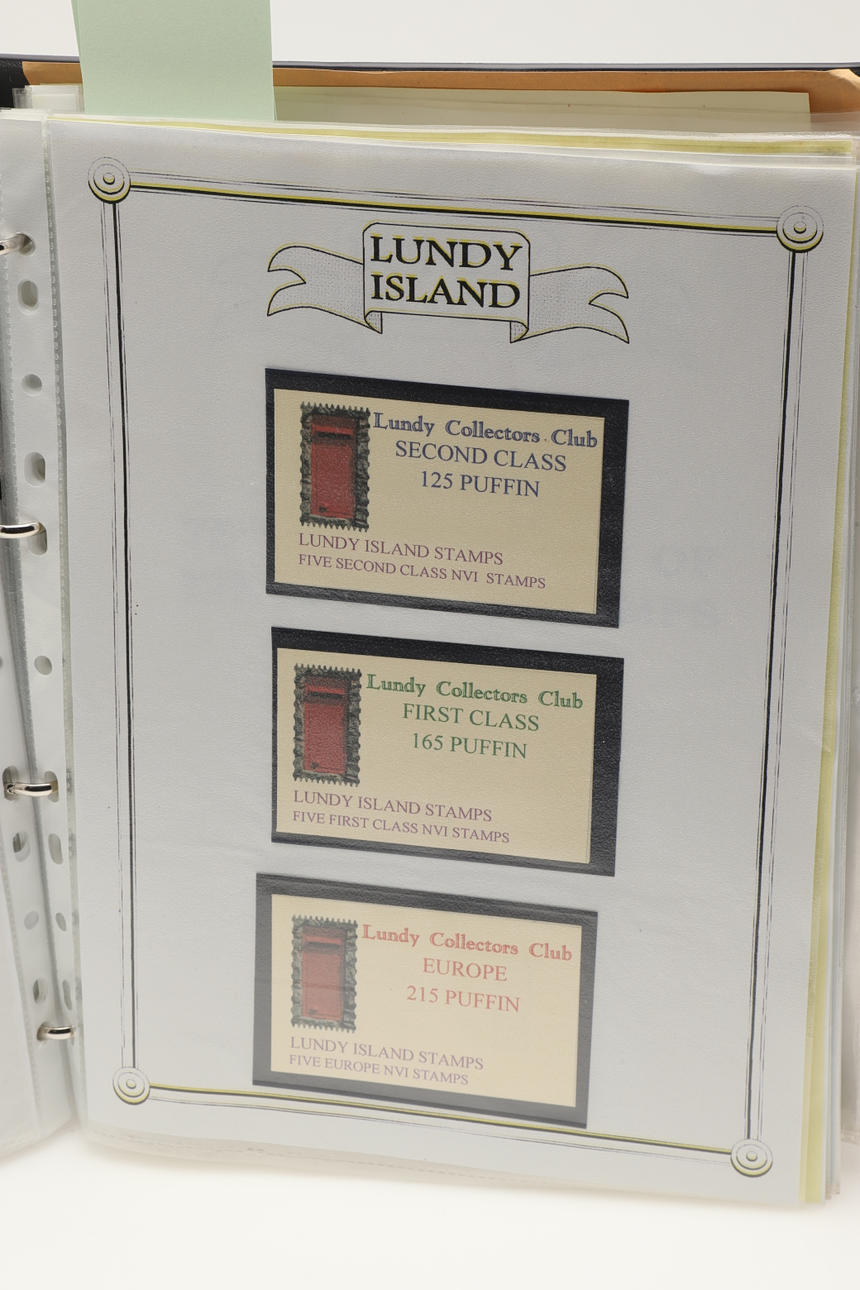 LUNDY
ISLAND
Lundy Collectors Club
SECOND CLASS
125 PUFFIN
LUNDY ISLAND STAMPS
FIVE SECOND CLASS NVI STAMPS
Lundy Collectors Club
FIRST CLASS
165 PUFFIN
LUNDY ISLAND STAMPS
FIVE FIRST CLASS NVI STAMPS
Lundy Collectors Club
EUROPE
215 PUFFIN
LUNDY ISLAND STAMPS
FIVE EUROPE NVI STAMPS